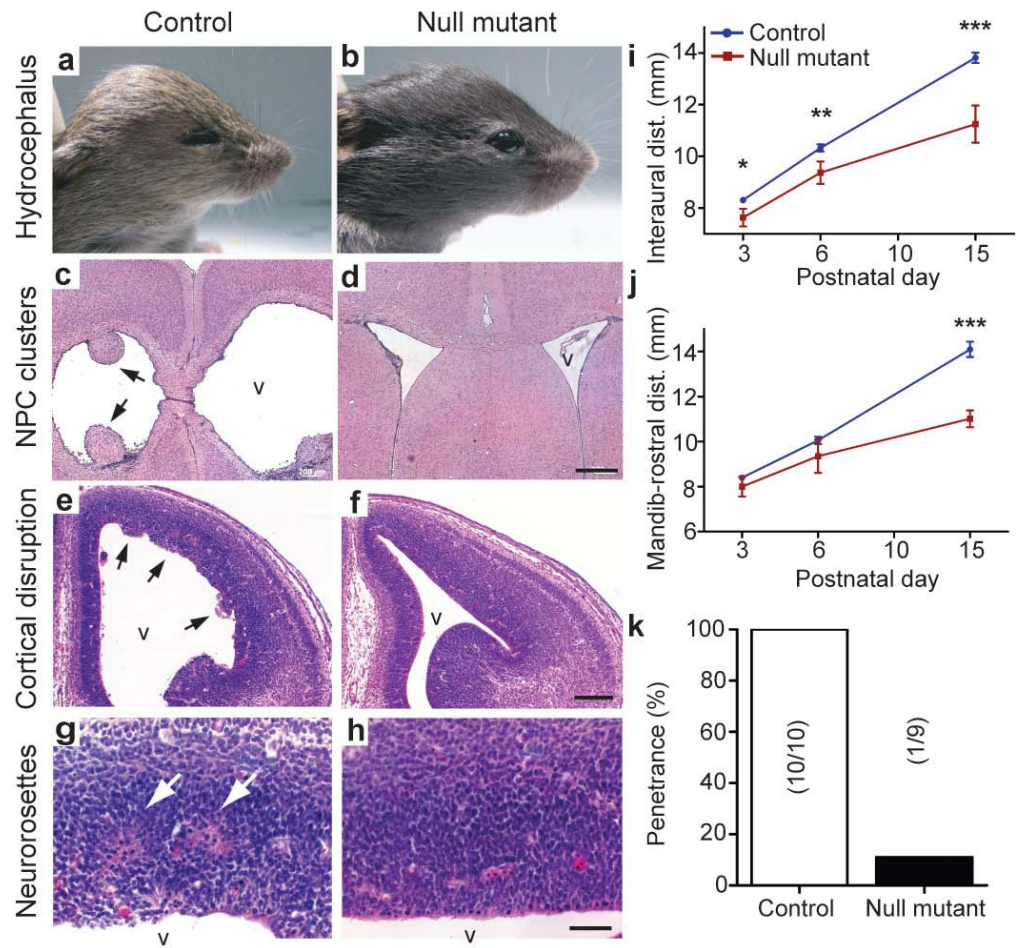 Control
Null mutant
Hydrocephalus
a
b
NPC clusters
c
v
200 µm
d
v
Cortical disruption
e
v
f
v
Neurorosettes
g
v
h
v
i
Control
Null mutant
*
**
***
14
12
10
8
3 6 10 15
Interaural dist. (mm)
Postnatal day
j
***
14
12
10
8
6
3 6 10 15
Mandib-rostral dist. (mm)
Postnatal day
k
100
80
60
40
20
0
Penetrance (%)
(10/10)
(1/9)
Control
Null mutant